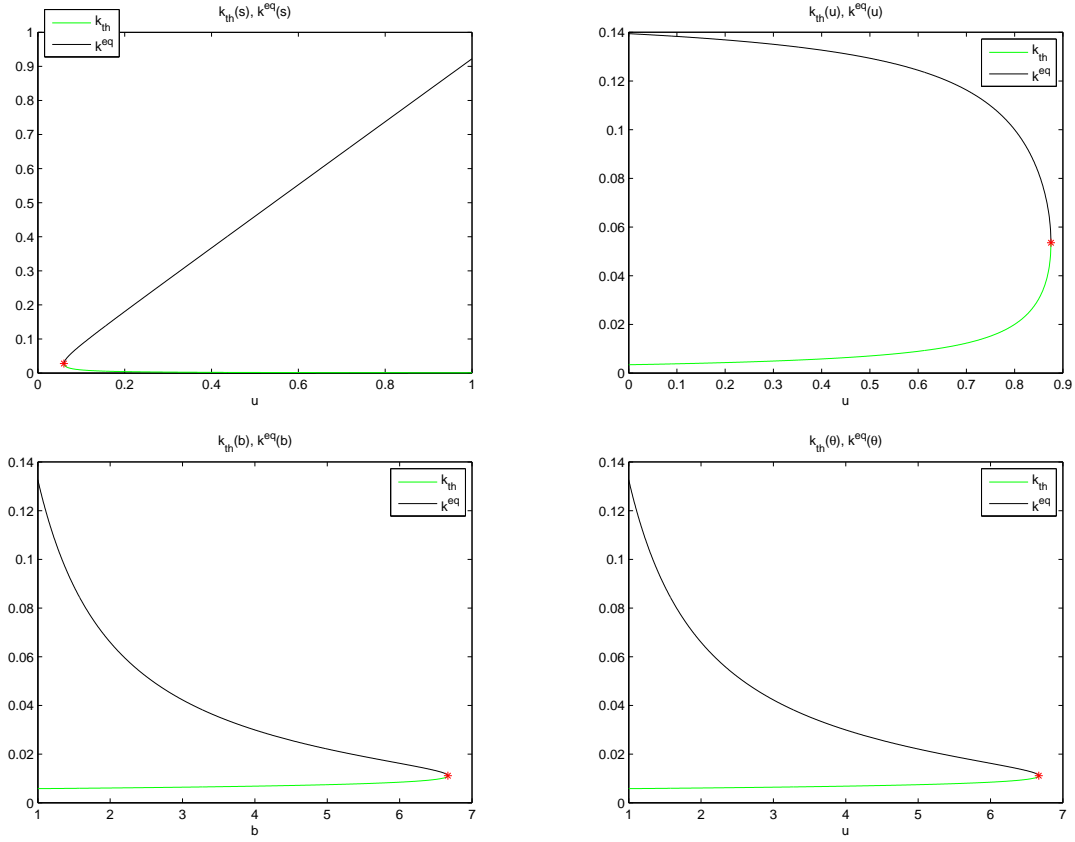 k_th(s), k^eq(s)
k_th
k^eq
1
0.9
0.8
0.7
0.6
0.5
0.4
0.3
0.2
0.1
0
0 0.2 0.4 0.6 0.8 1
u
k_th(u), k^eq(u)
k_th
k^eq
0.14
0.12
0.1
0.08
0.06
0.04
0.02
0
0 0.1 0.2 0.3 0.4 0.5 0.6 0.7 0.8 0.9
u
k_th(b), k^eq(b)
k_th
k^eq
0.14
0.12
0.1
0.08
0.06
0.04
0.02
0
1 2 3 4 5 6 7
b
k_th(θ), k^eq(θ)
k_th
k^eq
0.14
0.12
0.1
0.08
0.06
0.04
0.02
0
1 2 3 4 5 6 7
u